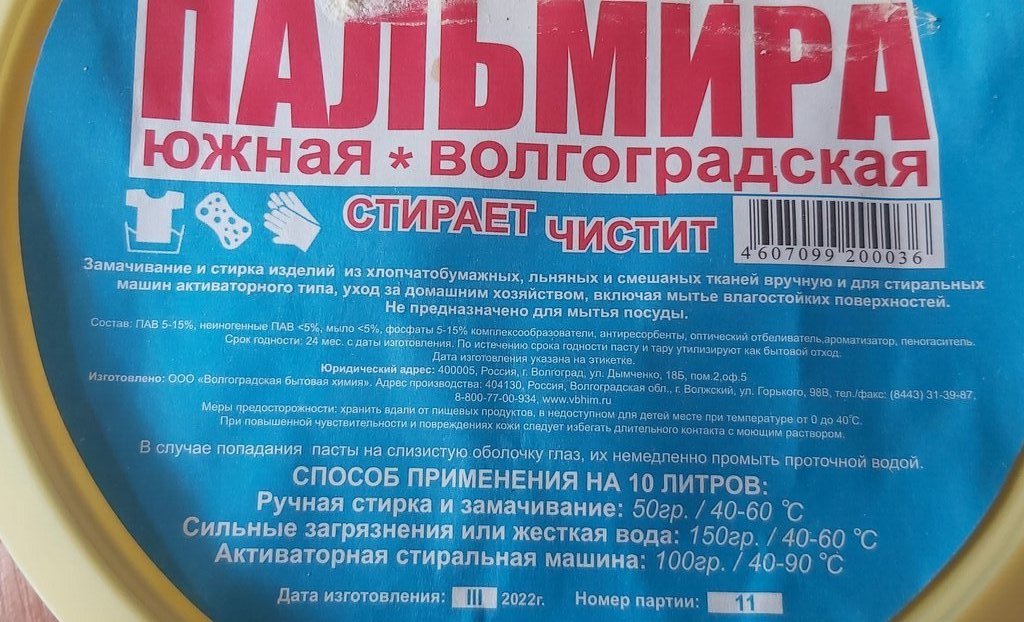 ПАЛЬМИРА
ЮЖНАЯ * ВОЛГОГРАДСКАЯ
СТИРАЕТ ЧИСТИТ
4 607099 200036
Замачивание и стирка изделий из хлопчатобумажных, льняных и смешаных тканей вручную и для стиральных
машин активаторного типа, уход за домашним хозяйством, включая мытье влагостойких поверхностей.
Не предназначено для мытья посуды.
Состав: ПАВ 5-15%, неиногенные ПАВ <5%, мыло <5%, фосфаты 5-15% комплексообразователи, антиресорбенты, оптический отбеливатель,ароматизатор, пеногаситель.
Срок годности: 24 мес. с даты изготовления. По истечению срока годности пасту и тару утилизируют как бытовой отход.
Дата изготовления указана на этикетке.
Юридический адрес: 400005, Россия, г. Волгоград, ул. Дымченко, 18Б, пом.2,оф.5
Изготовлено: ООО «Волгоградская бытовая химия». Адрес производства: 404130, Россия, Волгоградская обл., г. Волжский, ул. Горького, 98В, тел./факс: (8443) 31-39-87.
8-800-77-00-934, www.vbhim.ru
Меры предосторожности: хранить вдали от пищевых продуктов, в недоступном для детей месте при температуре от 0 до 40°С.
При повышенной чувствительности и повреждениях кожи следует избегать длительного контакта с моющим раствором.
В случае попадания пасты на слизистую оболочку глаз, их немедленно промыть проточной водой.
СПОСОБ ПРИМЕНЕНИЯ НА 10 ЛИТРОВ:
Ручная стирка и замачивание: 50гр. / 40-60 °С
Сильные загрязнения или жесткая вода: 150гр. / 40-60 °С
Активаторная стиральная машина: 100гр. / 40-90 °С
Дата изготовления: III 2022г. Номер партии: 11